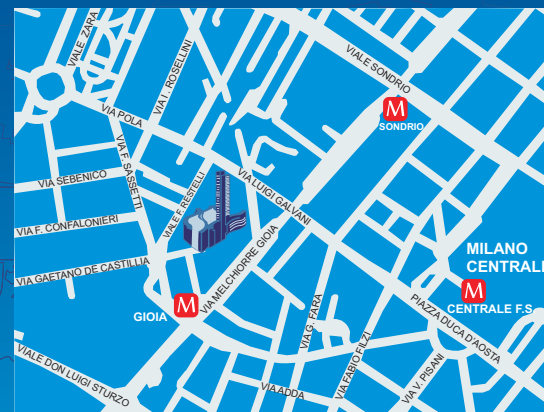 VIALE ZARA
VIA I. ROSELLINI
VIALE SONDRIO
M
SONDRIO
VIA POLA
VIA F. SASSETTI
VIA SEBENICO
VIALE F. RESTELLI
VIA LUIGI GALVANI
VIA F. CONFALONIERI
VIA GAETANO DE CASTILLIA
VIA MELCHIORRE GIOIA
MILANO
CENTRALE
M
CENTRALE F.S.
M
GIOIA
VIA G. FARA
PIAZZA DUCA D'AOSTA
VIA FABIO FILZI
VIA V. PISANI
VIALE DON LUIGI STURZO
VIA ADDA